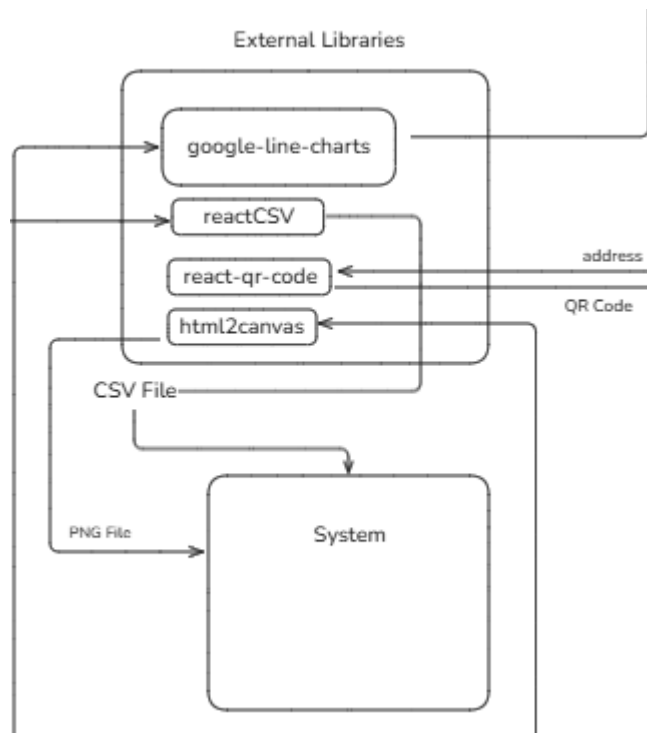 External Libraries
google-line-charts
reactCSV
address
react-qr-code
QR Code
html2canvas
CSV File
PNG File
System